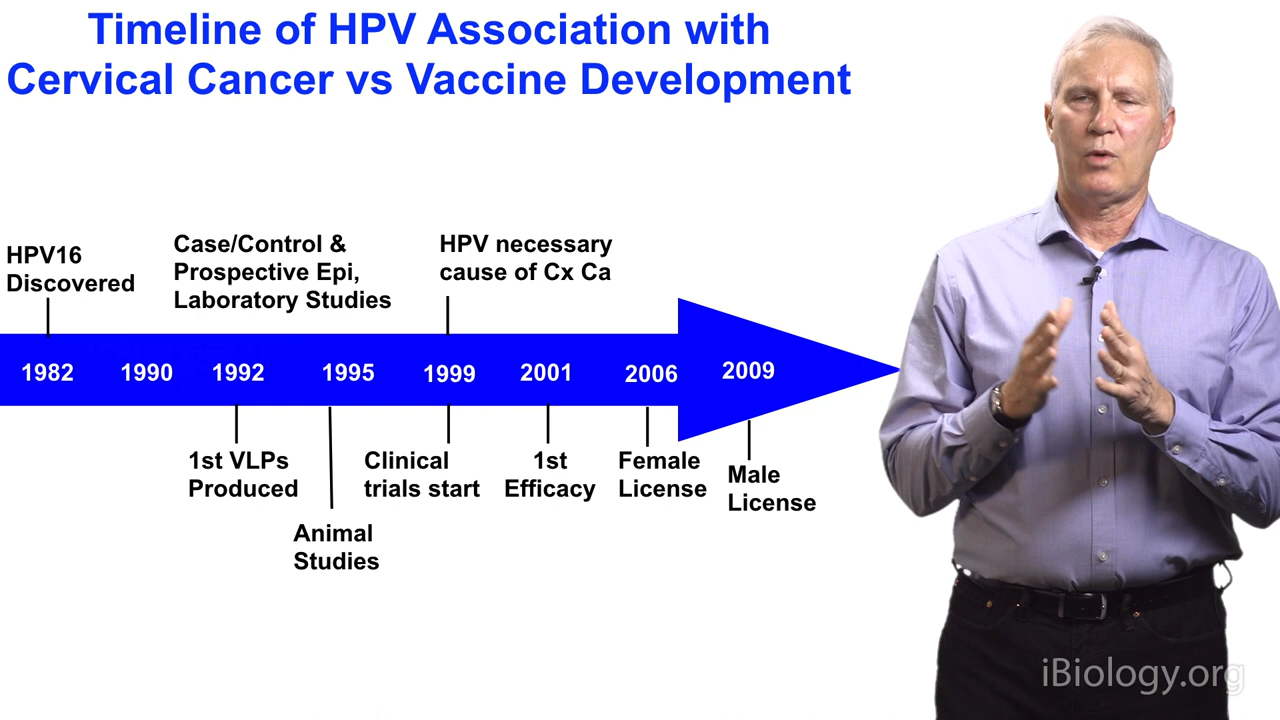 Timeline of HPV Association with
Cervical Cancer vs Vaccine Development
HPV16
Discovered
Case/Control &
Prospective Epi,
Laboratory Studies
HPV necessary
cause of Cx Ca
1982 1990 1992 1995 1999 2001 2006 2009
1st VLPs
Produced
Animal
Studies
Clinical
trials start
1st
Efficacy
Female
License
Male
License
iBiology.org